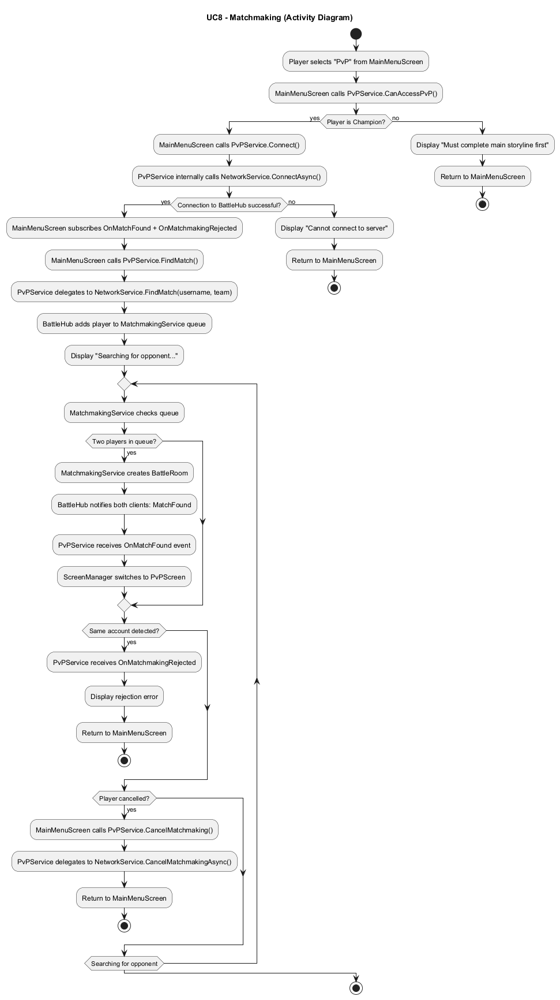 UC8 - Matchmaking (Activity Diagram)
Player selects "PvP" from MainMenuScreen
MainMenuScreen calls PvPService.CanAccessPvP()
Player is Champion?
yes
no
MainMenuScreen calls PvPService.Connect()
Display "Must complete main storyline first"
PvPService internally calls NetworkService.ConnectAsync()
Return to MainMenuScreen
Connection to BattleHub successful?
yes
no
MainMenuScreen subscribes OnMatchFound + OnMatchmakingRejected
Display "Cannot connect to server"
MainMenuScreen calls PvPService.FindMatch()
Return to MainMenuScreen
PvPService delegates to NetworkService.FindMatch(username, team)
BattleHub adds player to MatchmakingService queue
Display "Searching for opponent..."
MatchmakingService checks queue
Two players in queue?
yes
MatchmakingService creates BattleRoom
BattleHub notifies both clients: MatchFound
PvPService receives OnMatchFound event
ScreenManager switches to PvPScreen
Same account detected?
yes
PvPService receives OnMatchmakingRejected
Display rejection error
Return to MainMenuScreen
Player cancelled?
yes
MainMenuScreen calls PvPService.CancelMatchmaking()
PvPService delegates to NetworkService.CancelMatchmakingAsync()
Return to MainMenuScreen
Searching for opponent